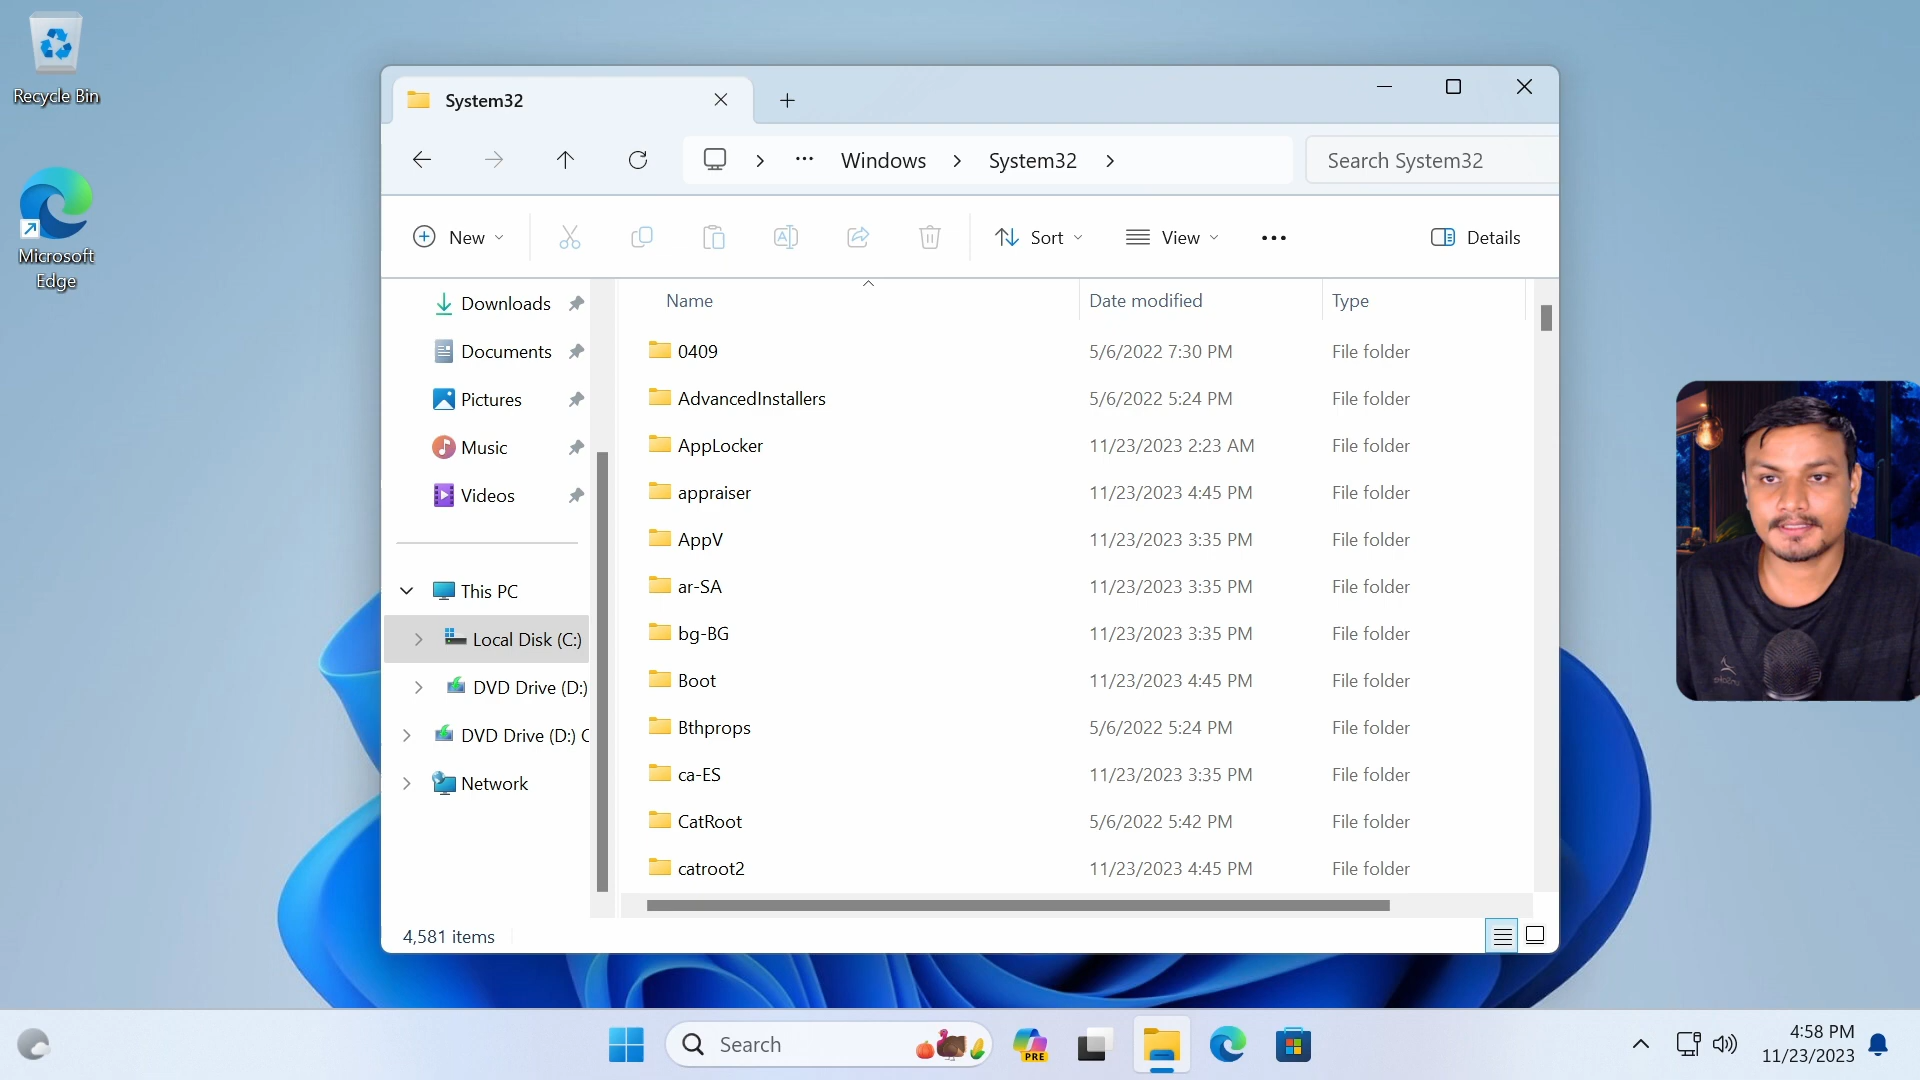 Recycle Bin
Microsoft
Edge
System32
Windows
System32
Search System32
New
Sort
View
Details
Downloads
Documents
Pictures
Music
Videos
This PC
Local Disk (C:)
DVD Drive (D:)
DVD Drive (D:) C
Network
Name Date modified Type
0409 5/6/2022 7:30 PM File folder
AdvancedInstallers 5/6/2022 5:24 PM File folder
AppLocker 11/23/2023 2:23 AM File folder
appraiser 11/23/2023 4:45 PM File folder
AppV 11/23/2023 3:35 PM File folder
ar-SA 11/23/2023 3:35 PM File folder
bg-BG 11/23/2023 3:35 PM File folder
Boot 11/23/2023 4:45 PM File folder
Bthprops 5/6/2022 5:24 PM File folder
ca-ES 11/23/2023 3:35 PM File folder
CatRoot 5/6/2022 5:42 PM File folder
catroot2 11/23/2023 4:45 PM File folder
4,581 items
Search
PRE
4:58 PM
11/23/2023